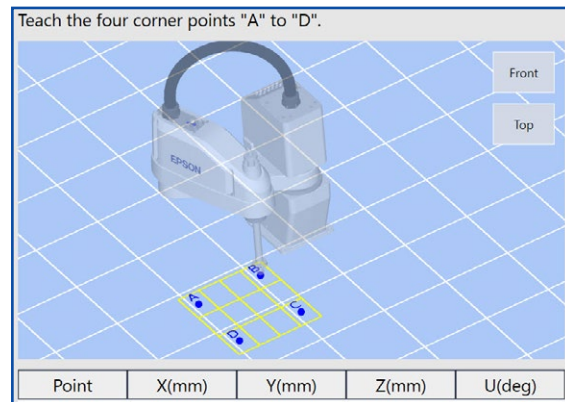 Teach the four corner points "A" to "D".
Front
Top
EPSON
B
A
C
D
Point X(mm) Y(mm) Z(mm) U(deg)